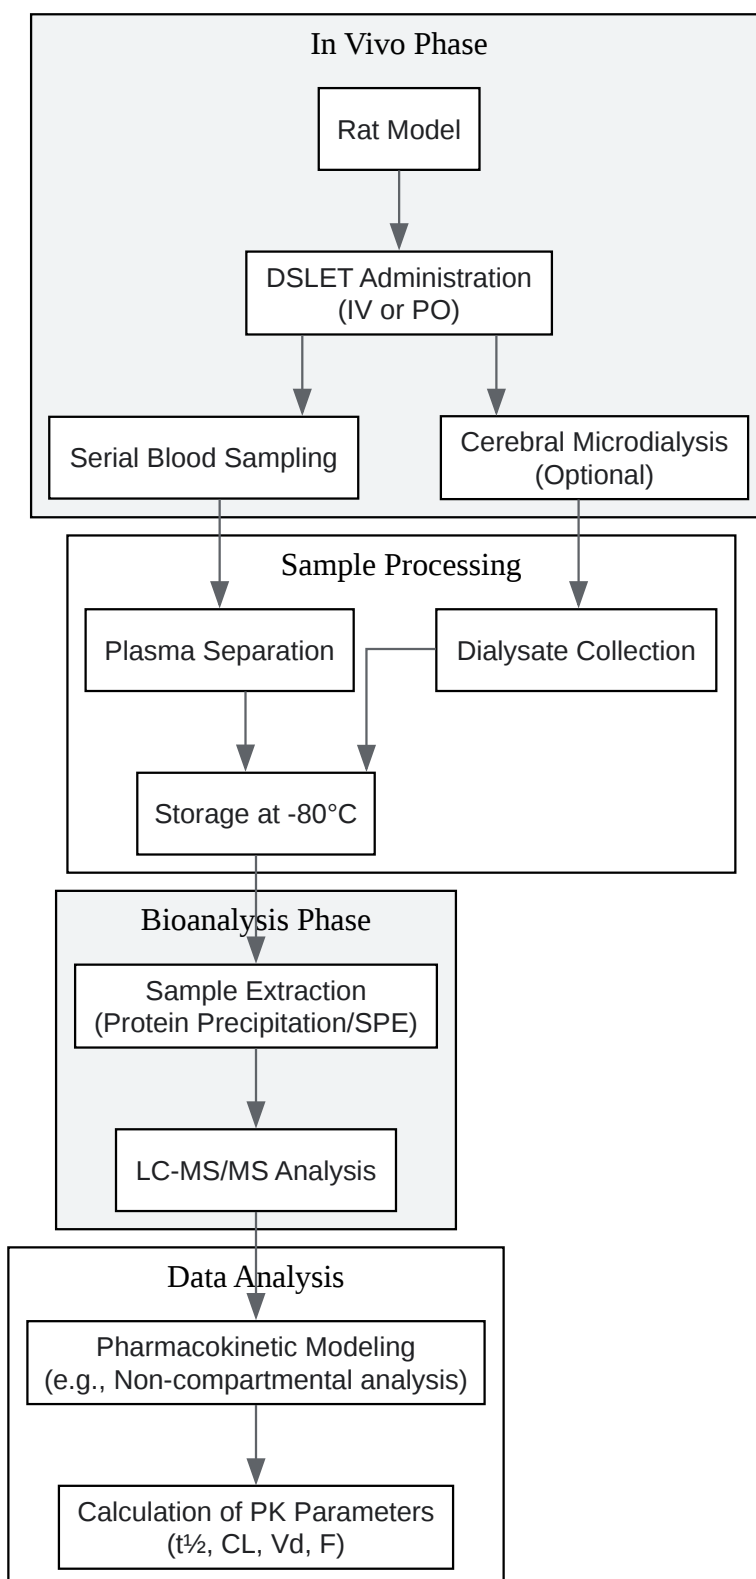 In Vivo Phase
Rat Model
DSLET Administration
(IV or PO)
Serial Blood Sampling
Cerebral Microdialysis
(Optional)
Sample Processing
Plasma Separation
Dialysate Collection
Storage at -80°C
Bioanalysis Phase
Sample Extraction
(Protein Precipitation/SPE)
LC-MS/MS Analysis
Data Analysis
Pharmacokinetic Modeling
(e.g., Non-compartmental analysis)
Calculation of PK Parameters
(t½, CL, Vd, F)